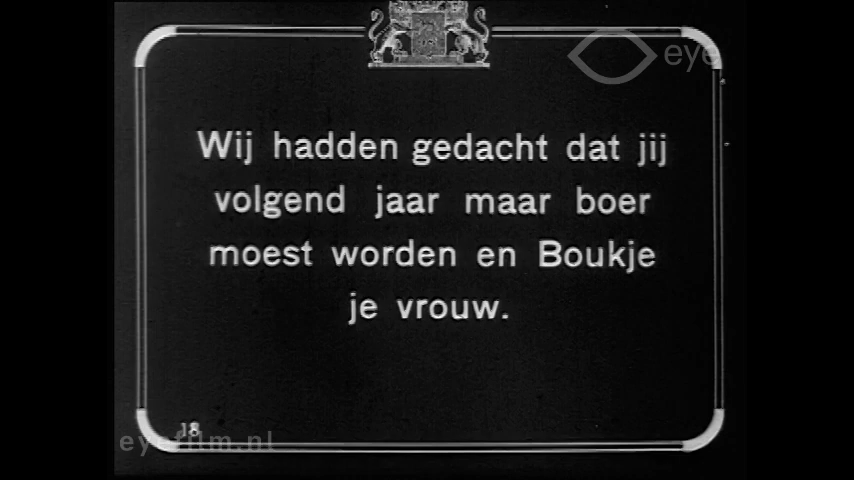 eye
Wij hadden gedacht dat jij
volgend jaar maar boer
moest worden en Boukje
je vrouw.
18
eyefilm.nl